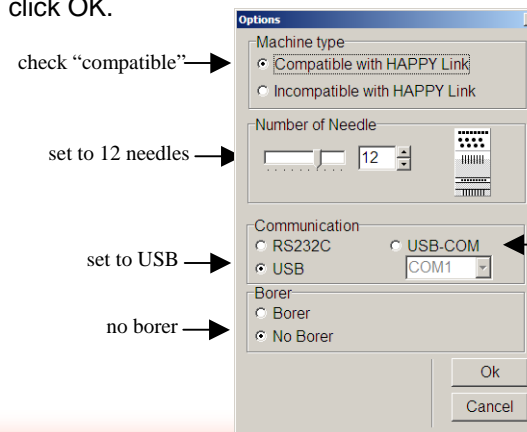 click OK.
Options
Machine type
check “compatible”
Compatible with HAPPY Link
Incompatible with HAPPY Link
Number of Needle
set to 12 needles
12
Communication
RS232C USB-COM
set to USB
USB COM1
Borer
Borer
no borer
No Borer
Ok
Cancel